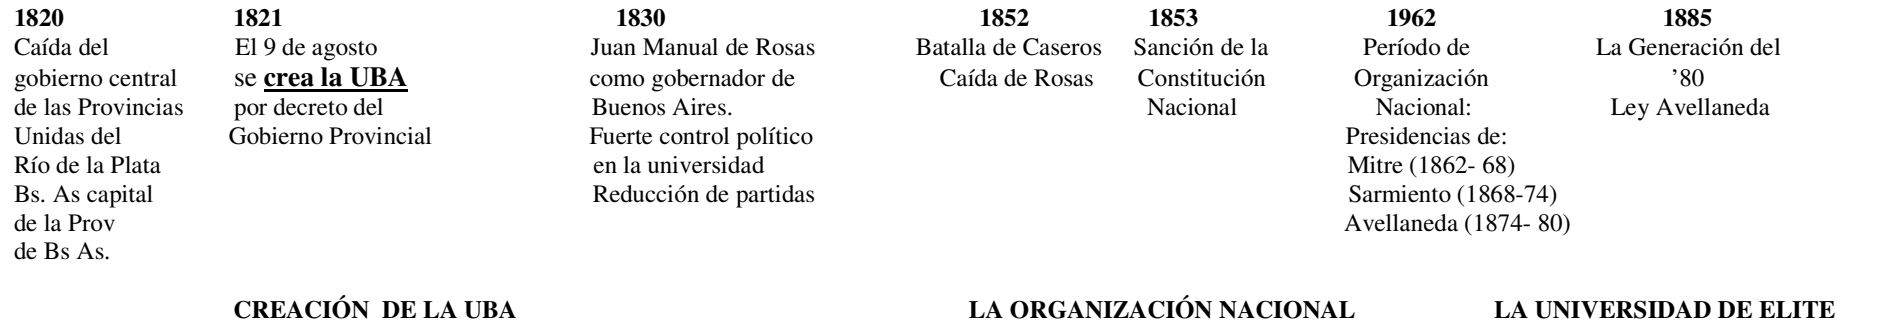 1820
Caída del
gobierno central
de las Provincias
Unidas del
Río de la Plata
Bs. As capital
de la Prov
de Bs As.
1821
El 9 de agosto
se crea la UBA
por decreto del
Gobierno Provincial
1830
Juan Manual de Rosas
como gobernador de
Buenos Aires.
Fuerte control político
en la universidad
Reducción de partidas
1852
Batalla de Caseros
Caída de Rosas
1853
Sanción de la
Constitución
Nacional
1962
Período de
Organización
Nacional:
Presidencias de:
Mitre (1862- 68)
Sarmiento (1868-74)
Avellaneda (1874- 80)
1885
La Generación del
’80
Ley Avellaneda
CREACIÓN DE LA UBA
LA ORGANIZACIÓN NACIONAL
LA UNIVERSIDAD DE ELITE